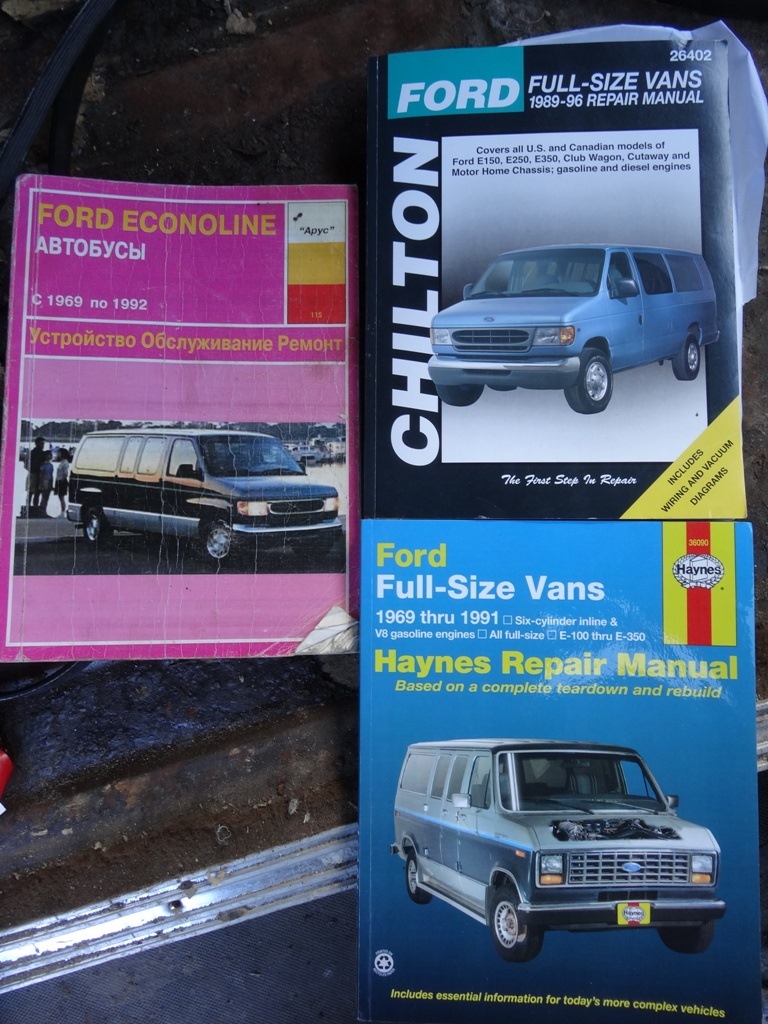 FORD ECONOLINE
АВТОБУСЫ
"Арус"
С 1969 по 1992
115
Устройство Обслуживание Ремонт
26402
FORD
FULL-SIZE VANS
1989-96 REPAIR MANUAL
CHILTON
Covers all U.S. and Canadian models of
Ford E150, E250, E350, Club Wagon, Cutaway and
Motor Home Chassis; gasoline and diesel engines
The First Step In Repair
INCLUDES
WIRING AND VACUUM
DIAGRAMS
Ford
Full-Size Vans
36090
Haynes
1969 thru 1991 □ Six-cylinder inline &
V8 gasoline engines □ All full-size □ E-100 thru E-350
Haynes Repair Manual
Based on a complete teardown and rebuild
Haynes
Includes essential information for today's more complex vehicles